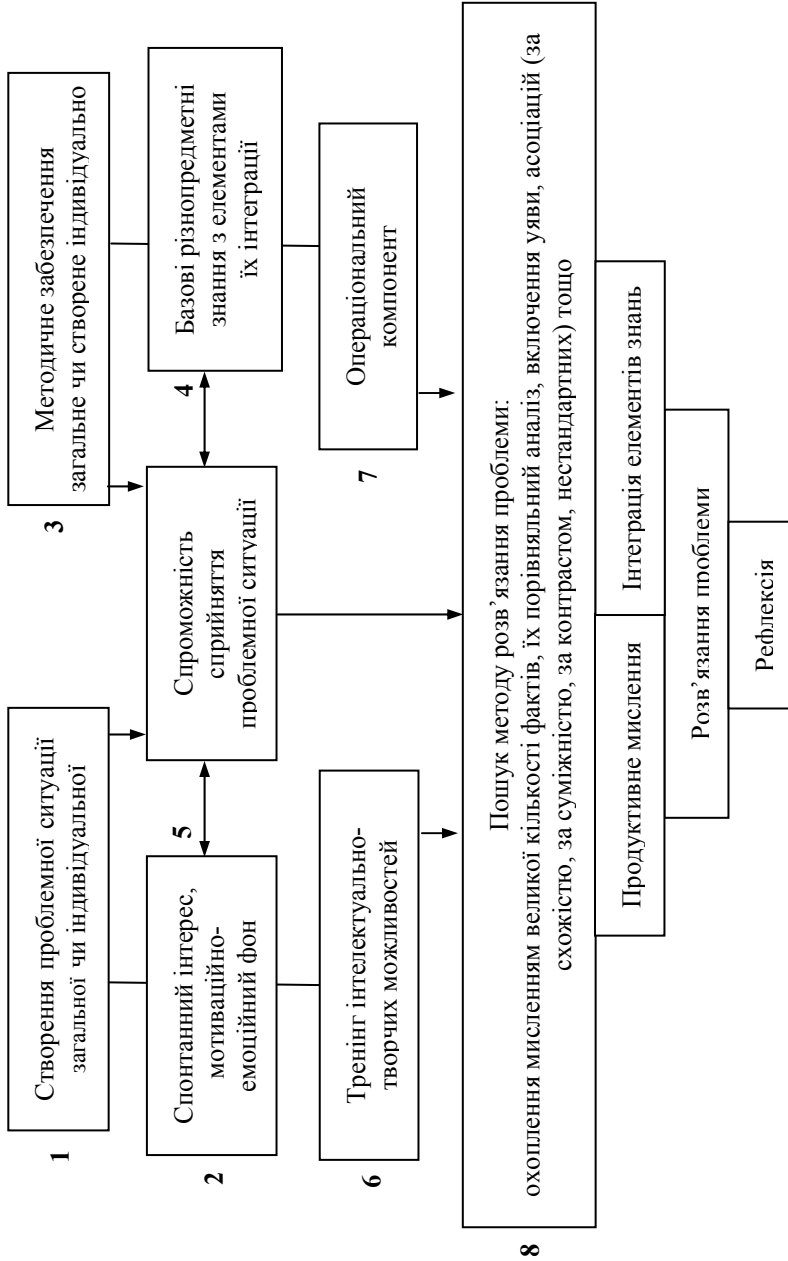 1
Створення проблемної ситуації
загальної чи індивідуальної
3
Методичне забезпечення
загальне чи створене індивідуально
2
Спонтанний інтерес,
мотиваційно-
емоційний фон
5
Спроможність
сприйняття
проблемної ситуації
4
Базові різнопредметні
знання з елементами
їх інтеграції
6
Тренінг інтелектуально-
творчих можливостей
7
Операціональний
компонент
8
Пошук методу розв’язання проблеми:
охоплення мисленням великої кількості фактів, їх порівняльний аналіз, включення уяви, асоціацій (за
схожістю, за суміжністю, за контрастом, нестандартних) тощо
Продуктивне мислення
Інтеграція елементів знань
Розв’язання проблеми
Рефлексія